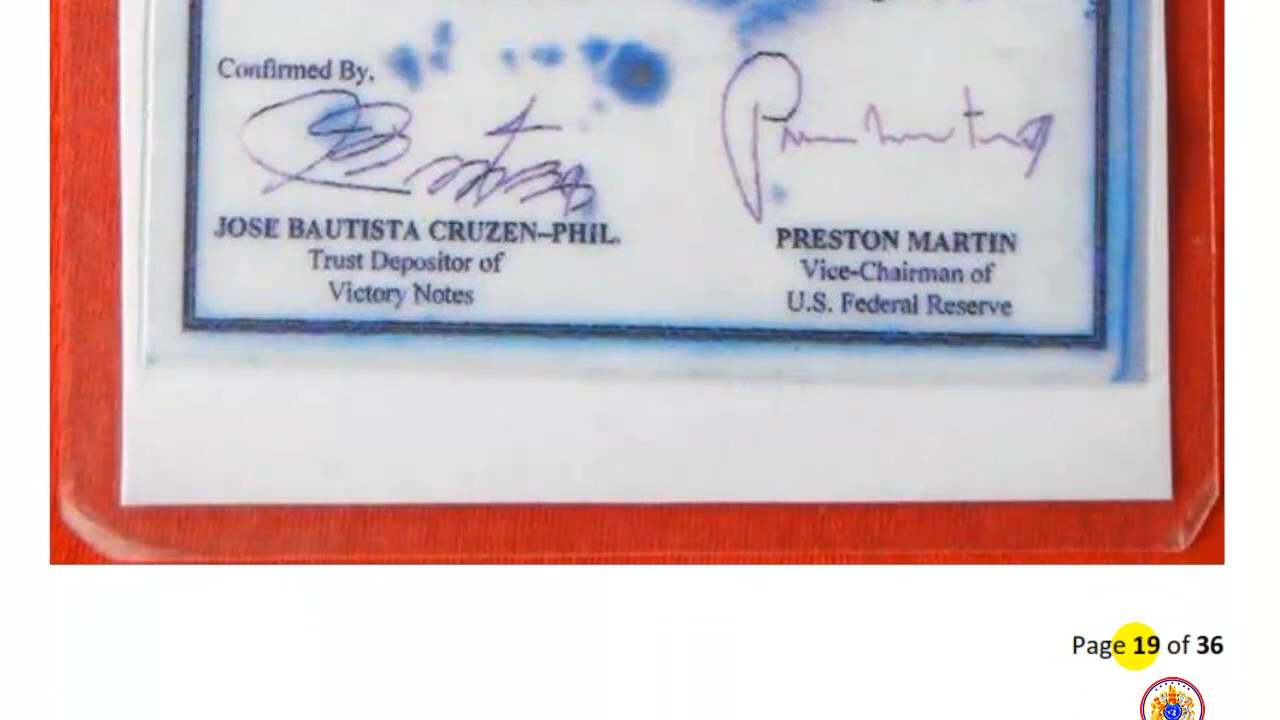 Confirmed By.
JOSE BAUTISTA CRUZEN–PHIL.
Trust Depositor of
Victory Notes
PRESTON MARTIN
Vice-Chairman of
U.S. Federal Reserve
Page 19 of 36